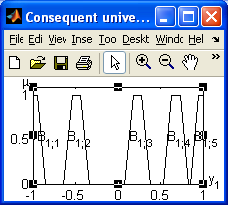 Consequent unive...
File Edi View Inse Too Deskt Wind Hel
μ
1
0.5
0
B1;1 B1;2 B1;3 B1;4 B1;5
y1
-1 -0.5 0 0.5 1